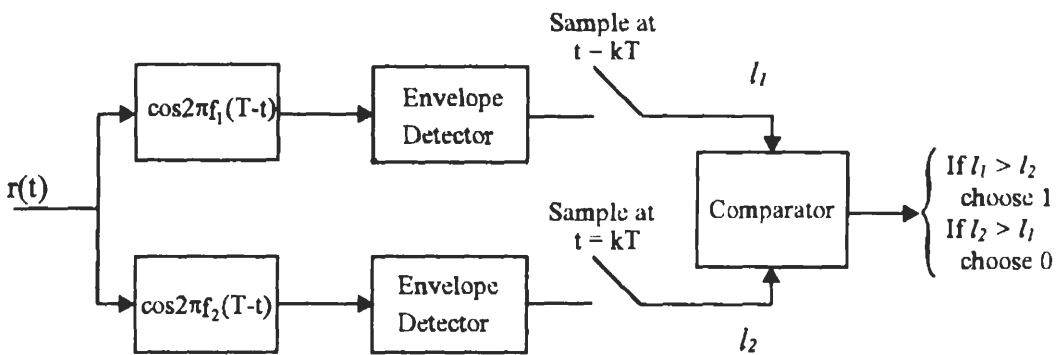 Sample at
t = kT
l1
cos2πf1(T-t)
Envelope
Detector
r(t)
Comparator
If l1 > l2
choose 1
If l2 > l1
choose 0
Sample at
t = kT
cos2πf2(T-t)
Envelope
Detector
l2